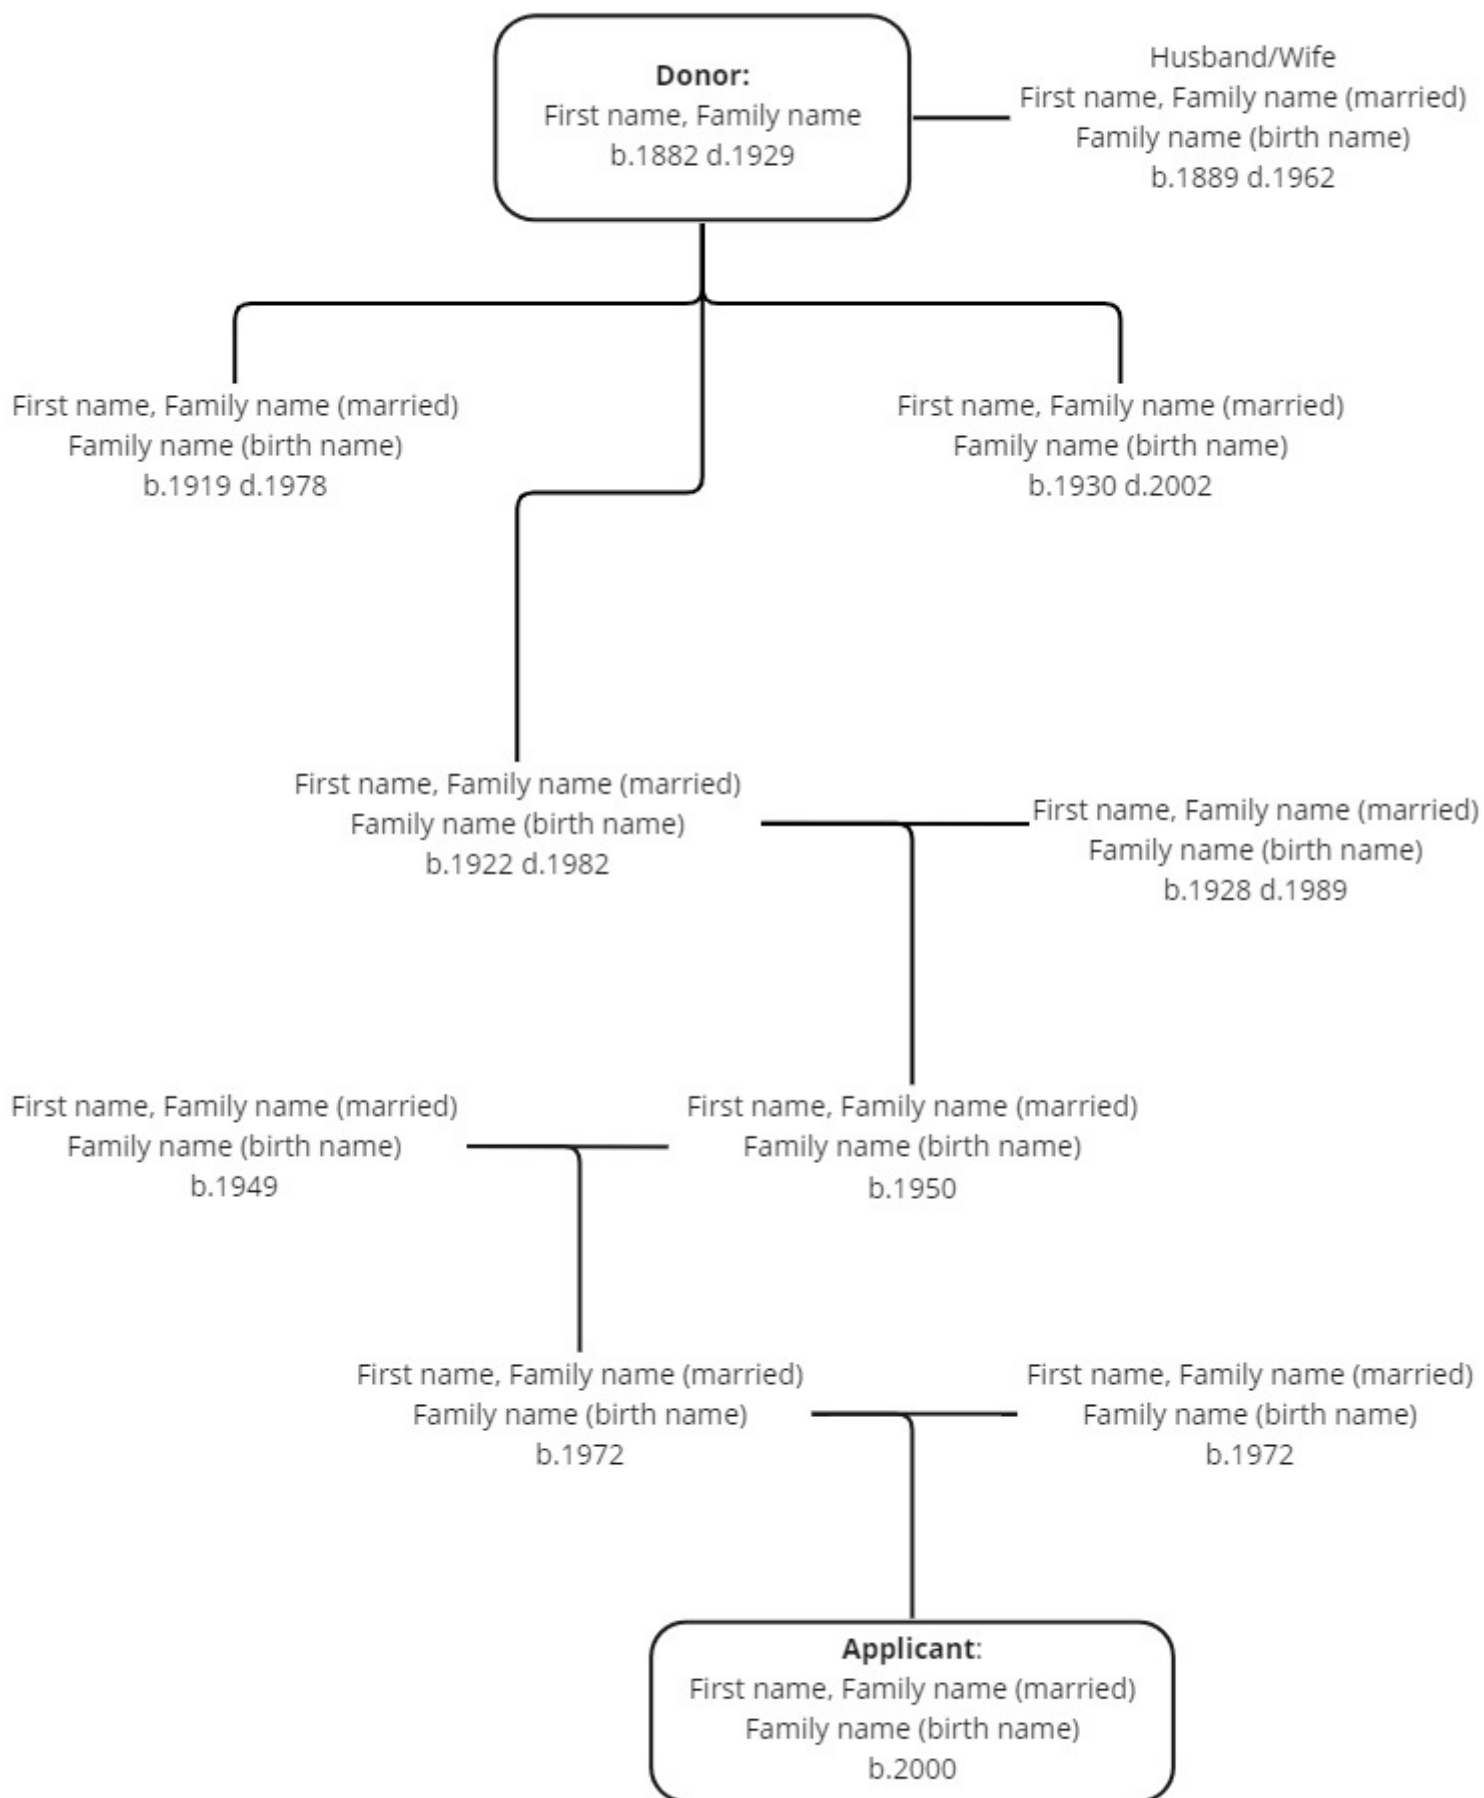 Donor:
First name, Family name
b.1882 d.1929
Husband/Wife
First name, Family name (married)
Family name (birth name)
b.1889 d.1962
First name, Family name (married)
Family name (birth name)
b.1919 d.1978
First name, Family name (married)
Family name (birth name)
b.1930 d.2002
First name, Family name (married)
Family name (birth name)
b.1922 d.1982
First name, Family name (married)
Family name (birth name)
b.1928 d.1989
First name, Family name (married)
Family name (birth name)
b.1949
First name, Family name (married)
Family name (birth name)
b.1950
First name, Family name (married)
Family name (birth name)
b.1972
First name, Family name (married)
Family name (birth name)
b.1972
Applicant:
First name, Family name (married)
Family name (birth name)
b.2000